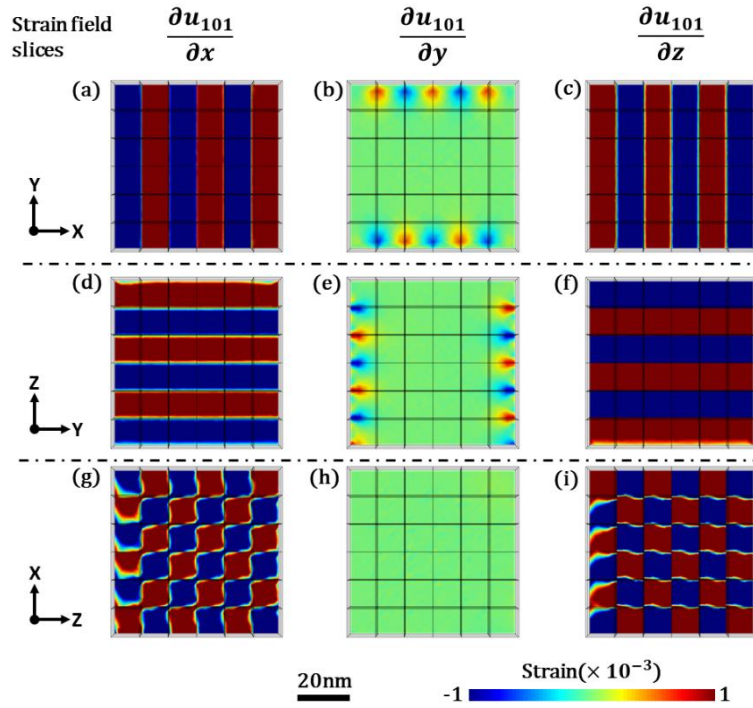 Strain field slices
∂u₁₀₁/∂x
∂u₁₀₁/∂y
∂u₁₀₁/∂z
(a)
(b)
(c)
Y
X
(d)
(e)
(f)
Z
Y
(g)
(h)
(i)
X
Z
20nm
Strain(× 10⁻³)
-1
1